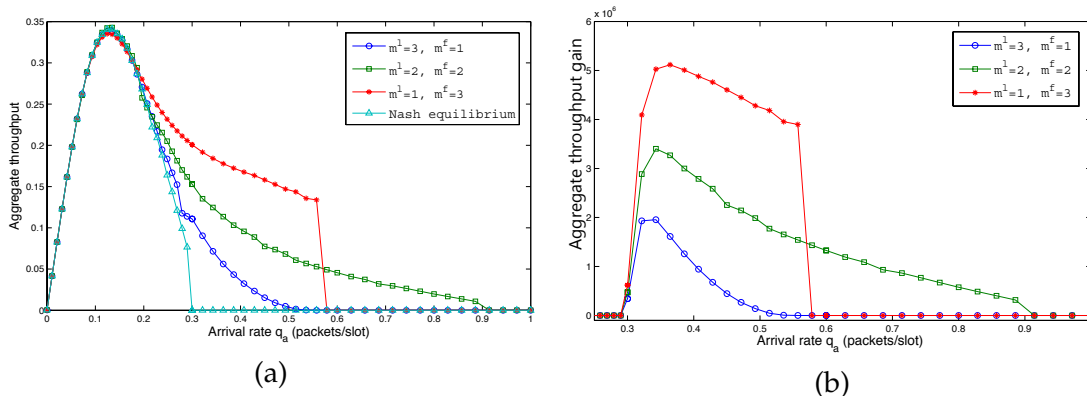 0.35
0.3
0.25
0.2
0.15
0.1
0.05
0
Aggregate throughput
m^l=3, m^f=1
m^l=2, m^f=2
m^l=1, m^f=3
Nash equilibrium
0 0.1 0.2 0.3 0.4 0.5 0.6 0.7 0.8 0.9 1
Arrival rate q_a (packets/slot)
(a)
x 10^6
6
5
4
3
2
1
0
Aggregate throughput gain
m^l=3, m^f=1
m^l=2, m^f=2
m^l=1, m^f=3
0.3 0.4 0.5 0.6 0.7 0.8 0.9
Arrival rate q_a (packets/slot)
(b)